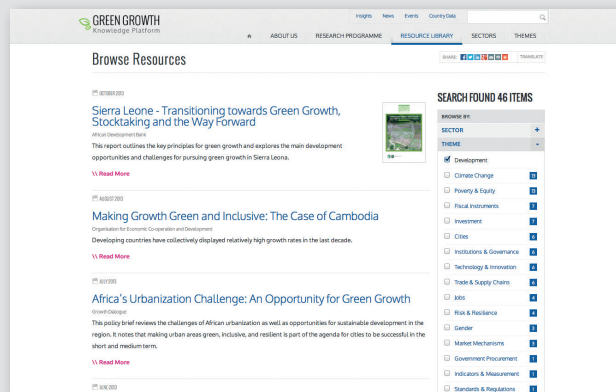 Insights News Events Country Data
GREEN GROWTH
Knowledge Platform
ABOUT US RESEARCH PROGRAMME RESOURCE LIBRARY SECTORS THEMES
Browse Resources
SHARE:
TRANSLATE
OCTOBER 2013
Sierra Leone - Transitioning towards Green Growth,
Stocktaking and the Way Forward
African Development Bank
This report outlines the key principles for green growth and explores the main development
opportunities and challenges for pursuing green growth in Sierra Leona.
\\ Read More
AUGUST 2013
Making Growth Green and Inclusive: The Case of Cambodia
Organisation for Economic Co-operation and Development
Developing countries have collectively displayed relatively high growth rates in the last decade.
\\ Read More
JULY 2013
Africa's Urbanization Challenge: An Opportunity for Green Growth
Growth Dialogue
This policy brief reviews the challenges of African urbanization as well as opportunities for sustainable development in the
region. It notes that making urban areas green, inclusive, and resilient is part of the agenda for cities to be successful in the
short and medium term.
\\ Read More
JUNE 2013
SEARCH FOUND 46 ITEMS
BROWSE BY:
SECTOR +
THEME -
Development
Climate Change 13
Poverty & Equity 13
Fiscal Instruments 7
Investment 7
Cities 6
Institutions & Governance 6
Technology & Innovation 6
Trade & Supply Chains 6
Jobs 4
Risk & Resilience 4
Gender 3
Market Mechanisms 3
Government Procurement 1
Indicators & Measurement 1
Standards & Regulations 1